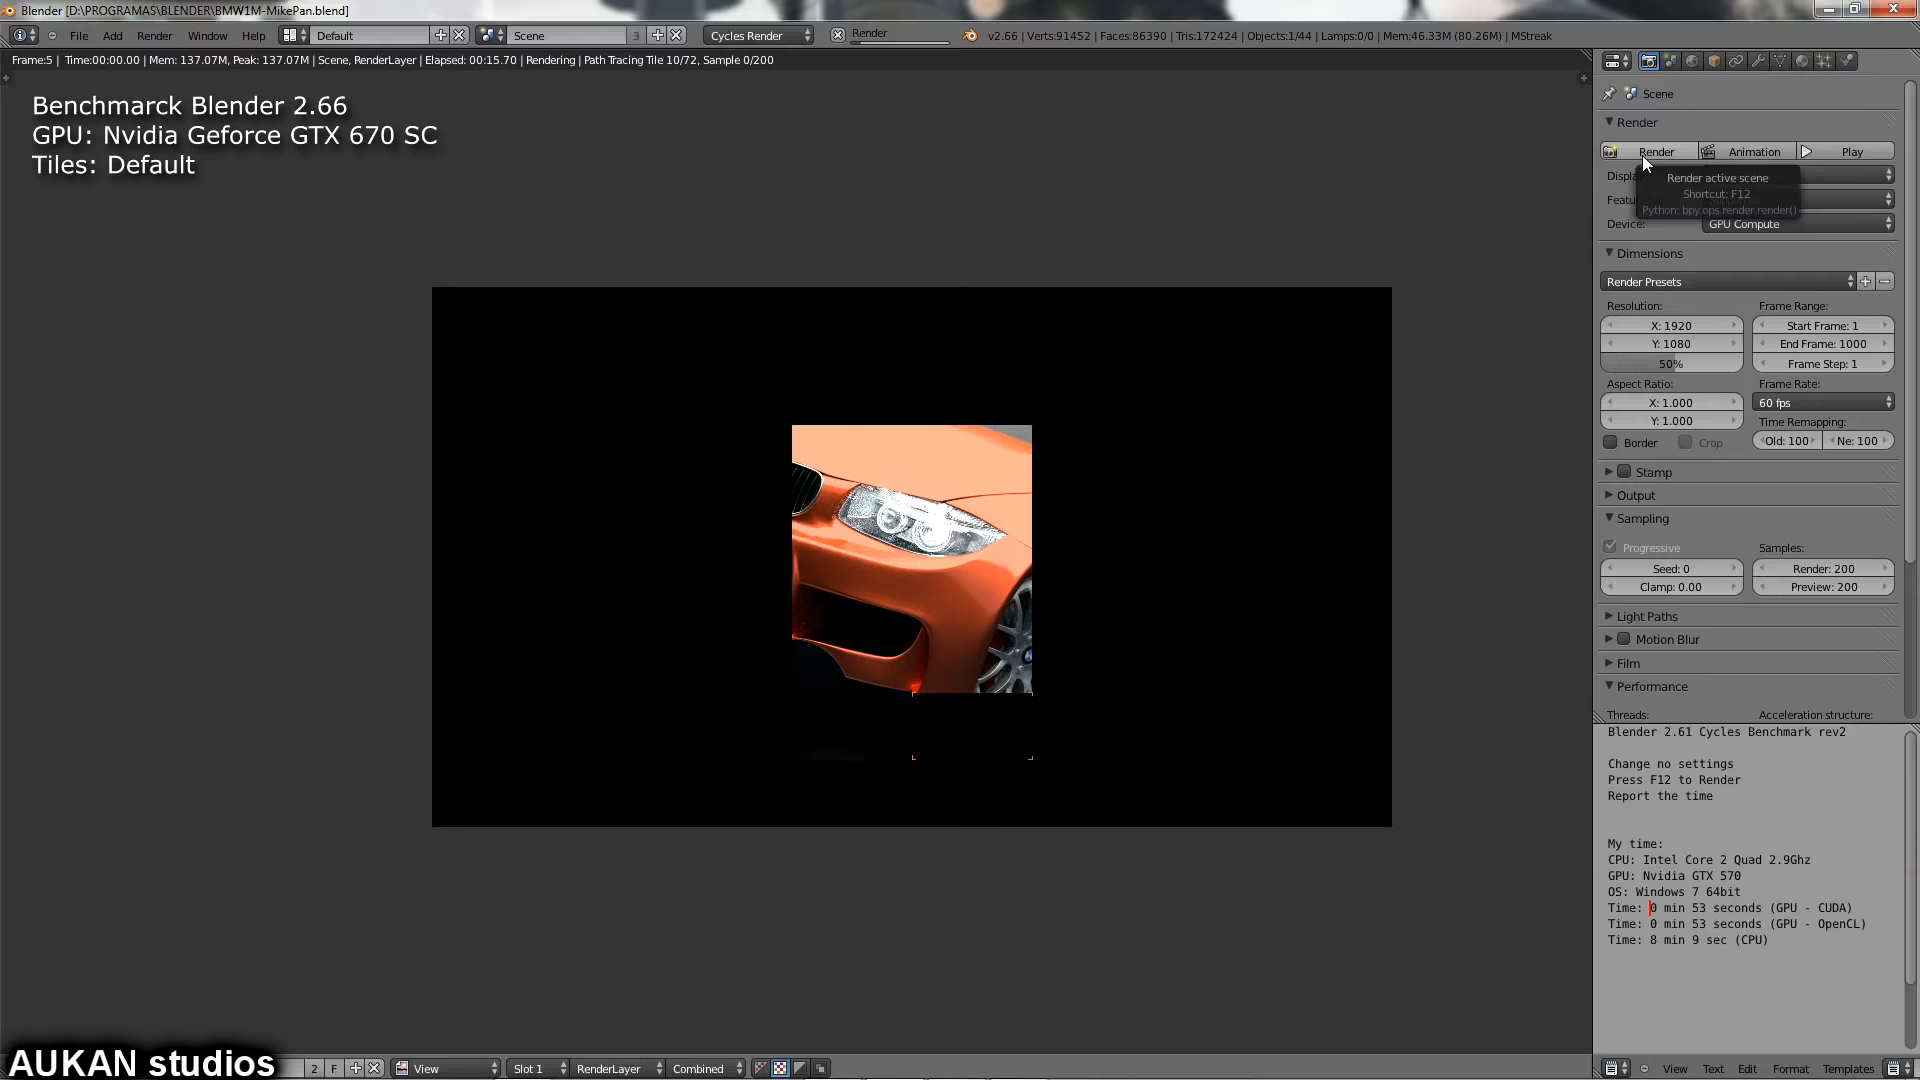 Blender [D:\PROGRAMAS\BLENDER\BMW1M-MikePan.blend]
File Add Render Window Help Default Scene 3 Cycles Render Render v2.66 | Verts:91452 | Faces:86390 | Tris:172424 | Objects:1/44 | Lamps:0/0 | Mem:46.33M (80.26M) | MStreak
Frame:5 | Time:00:00.00 | Mem: 137.07M, Peak: 137.07M | Scene, RenderLayer | Elapsed: 00:15.70 | Rendering | Path Tracing Tile 10/72, Sample 0/200
Benchmarck Blender 2.66
GPU: Nvidia Geforce GTX 670 SC
Tiles: Default
Scene
Render
Render Animation Play
Displa
Render active scene
Shortcut: F12
Python: bpy.ops.render.render()
Featu
Device: GPU Compute
Dimensions
Render Presets
Resolution: Frame Range:
X: 1920 Start Frame: 1
Y: 1080 End Frame: 1000
50% Frame Step: 1
Aspect Ratio: Frame Rate:
X: 1.000 60 fps
Y: 1.000 Time Remapping:
Border Crop Old: 100 Ne: 100
Stamp
Output
Sampling
Progressive Samples:
Seed: 0 Render: 200
Clamp: 0.00 Preview: 200
Light Paths
Motion Blur
Film
Performance
Threads: Acceleration structure:
Blender 2.61 Cycles Benchmark rev2
Change no settings
Press F12 to Render
Report the time
My time:
CPU: Intel Core 2 Quad 2.9Ghz
GPU: Nvidia GTX 570
OS: Windows 7 64bit
Time: 0 min 53 seconds (GPU - CUDA)
Time: 0 min 53 seconds (GPU - OpenCL)
Time: 8 min 9 sec (CPU)
AUKAN studios
2 F View Slot 1 RenderLayer Combined
View Text Edit Format Templates